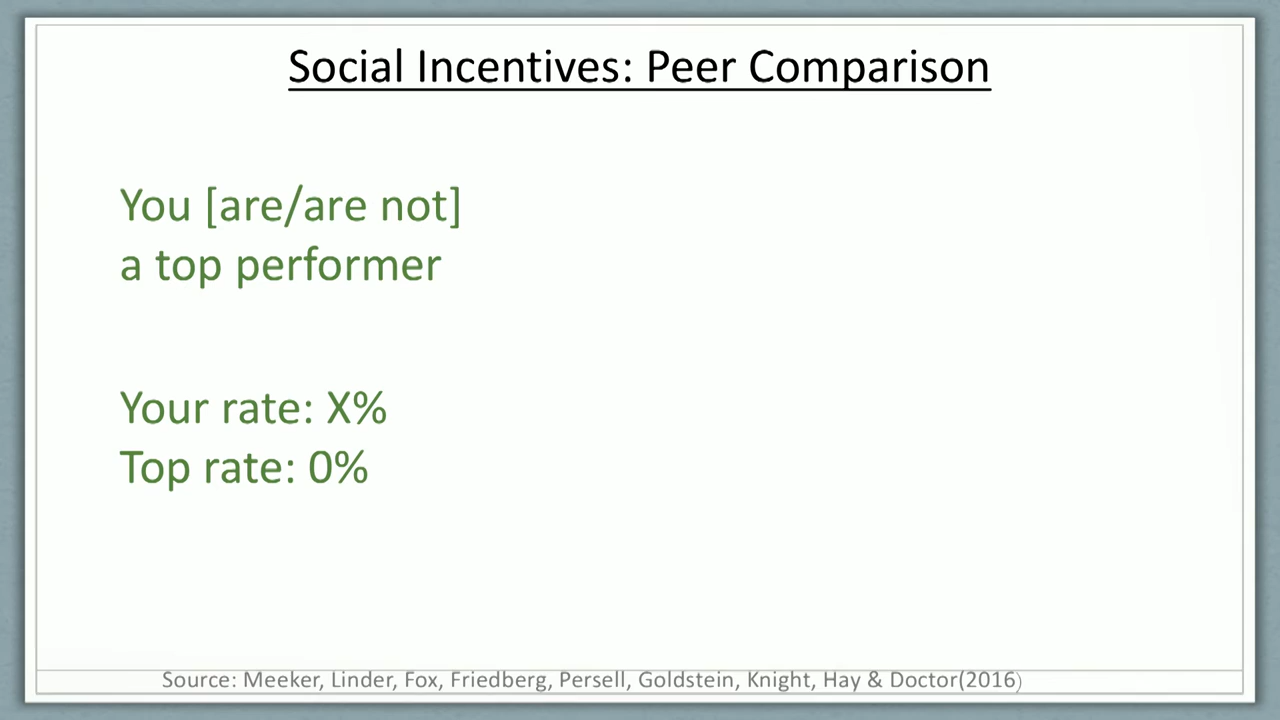 Social Incentives: Peer Comparison
You [are/are not]
a top performer
Your rate: X%
Top rate: 0%
Source: Meeker, Linder, Fox, Friedberg, Persell, Goldstein, Knight, Hay & Doctor(2016)